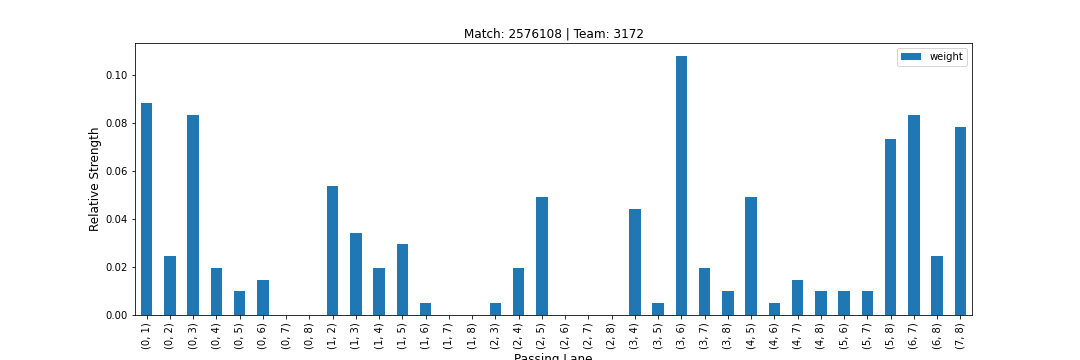 Match: 2576108 | Team: 3172
weight
Relative Strength
0.10
0.08
0.06
0.04
0.02
0.00
(0, 1) (0, 2) (0, 3) (0, 4) (0, 5) (0, 6) (0, 7) (0, 8) (1, 2) (1, 3) (1, 4) (1, 5) (1, 6) (1, 7) (1, 8) (2, 3) (2, 4) (2, 5) (2, 6) (2, 7) (2, 8) (3, 4) (3, 5) (3, 6) (3, 7) (3, 8) (4, 5) (4, 6) (4, 7) (4, 8) (5, 6) (5, 7) (5, 8) (6, 7) (6, 8) (7, 8)
Passing Lane